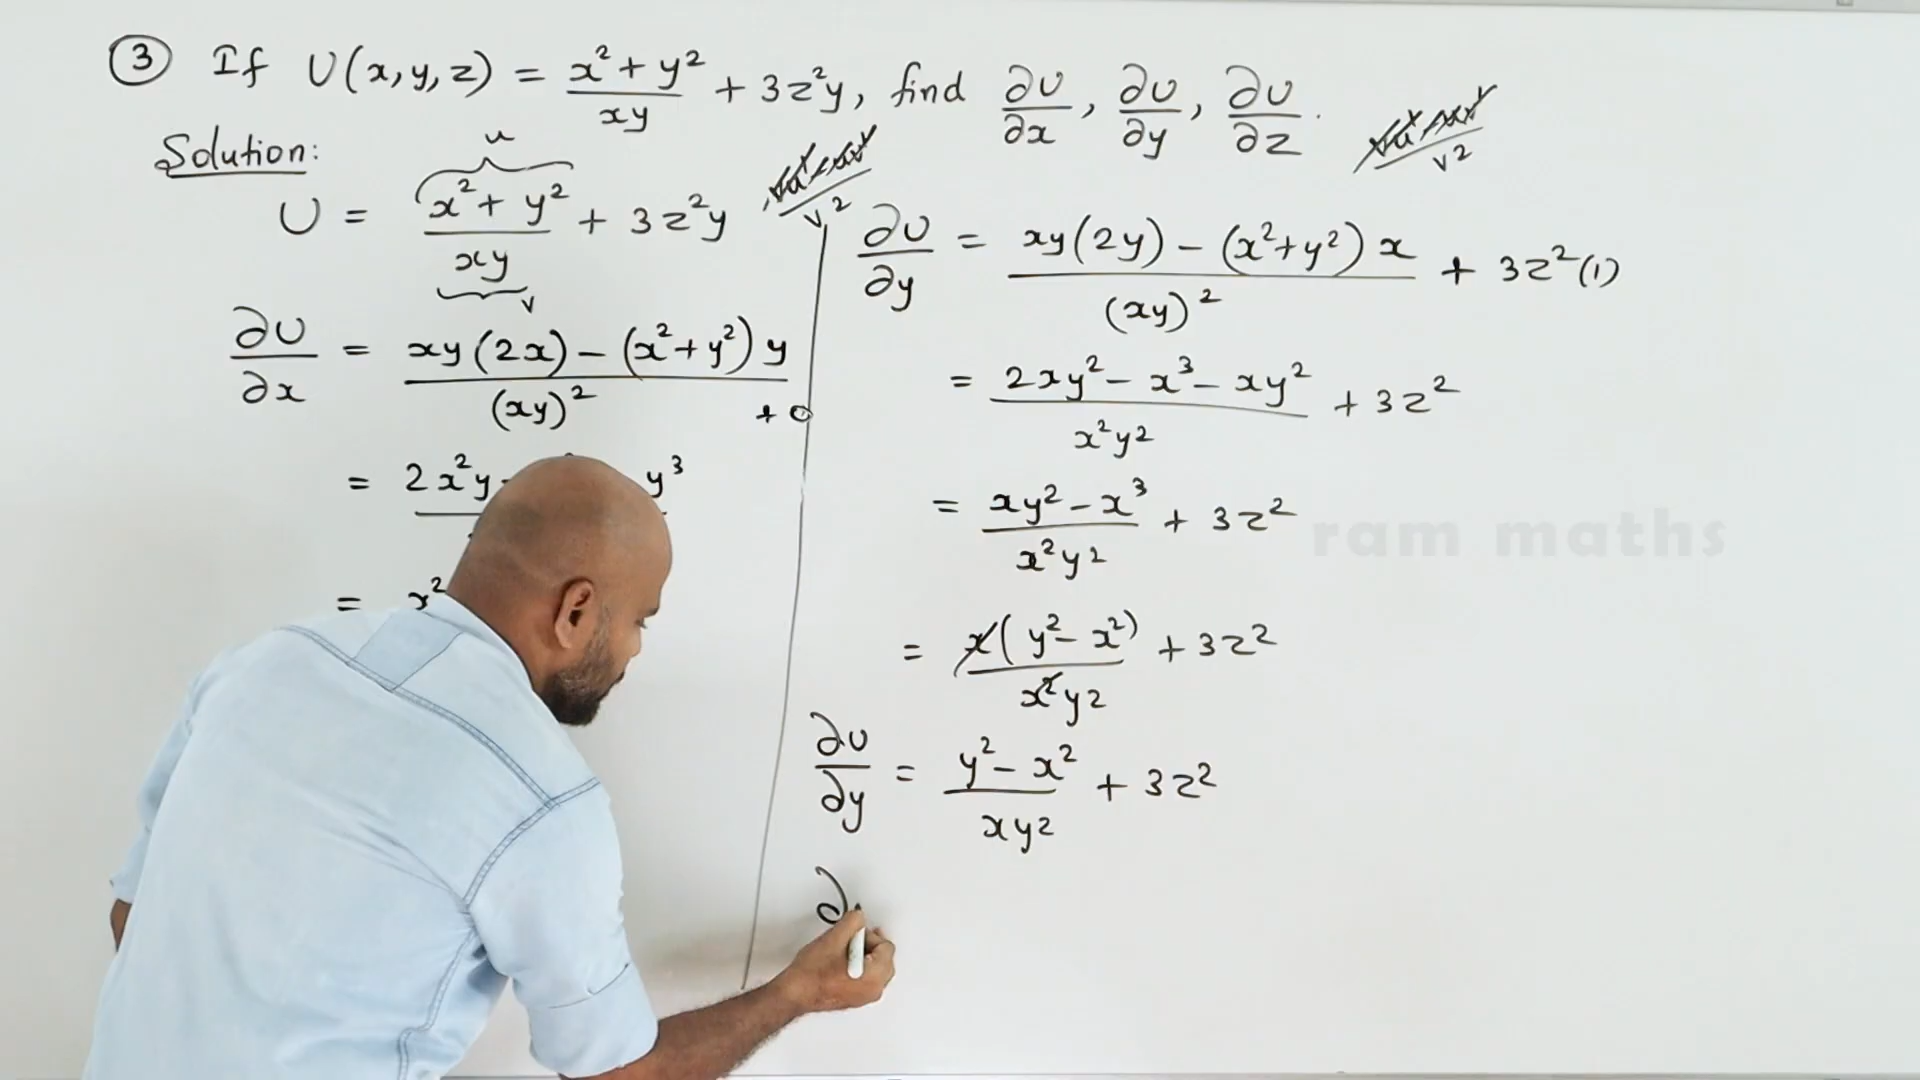 ③ If U(x,y,z) = (x²+y²)/(xy) + 3z²y, find ∂U/∂x, ∂U/∂y, ∂U/∂z.
Solution:
u
U = (x²+y²)/(xy) + 3z²y
v
v²
∂U/∂x = (xy(2x) – (x²+y²)y)/(xy)² + 0
= 2x²y – y³
= x²
v²
∂U/∂y = (xy(2y) – (x²+y²)x)/(xy)² + 3z²(1)
= (2xy² – x³ – xy²)/(x²y²) + 3z²
= (xy² – x³)/(x²y²) + 3z²
= x(y² – x²)/(x²y²) + 3z²
∂U/∂y = (y² – x²)/(xy²) + 3z²
∂
ram maths